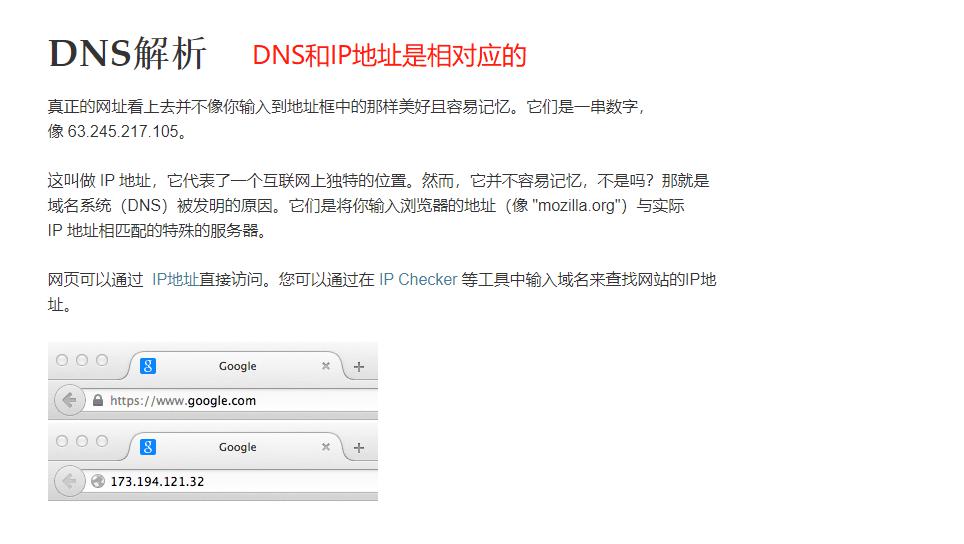 DNS解析
DNS和IP地址是相对应的
真正的网址看上去并不像你输入到地址框中的那样美好且容易记忆。它们是一串数字，
像 63.245.217.105。
这叫做 IP 地址，它代表了一个互联网上独特的位置。然而，它并不容易记忆，不是吗？那就是
域名系统（DNS）被发明的原因。它们是将你输入浏览器的地址（像 "mozilla.org"）与实际
IP 地址相匹配的特殊的服务器。
网页可以通过 IP地址直接访问。您可以通过在 IP Checker 等工具中输入域名来查找网站的IP地
址。
Google
https://www.google.com
Google
173.194.121.32